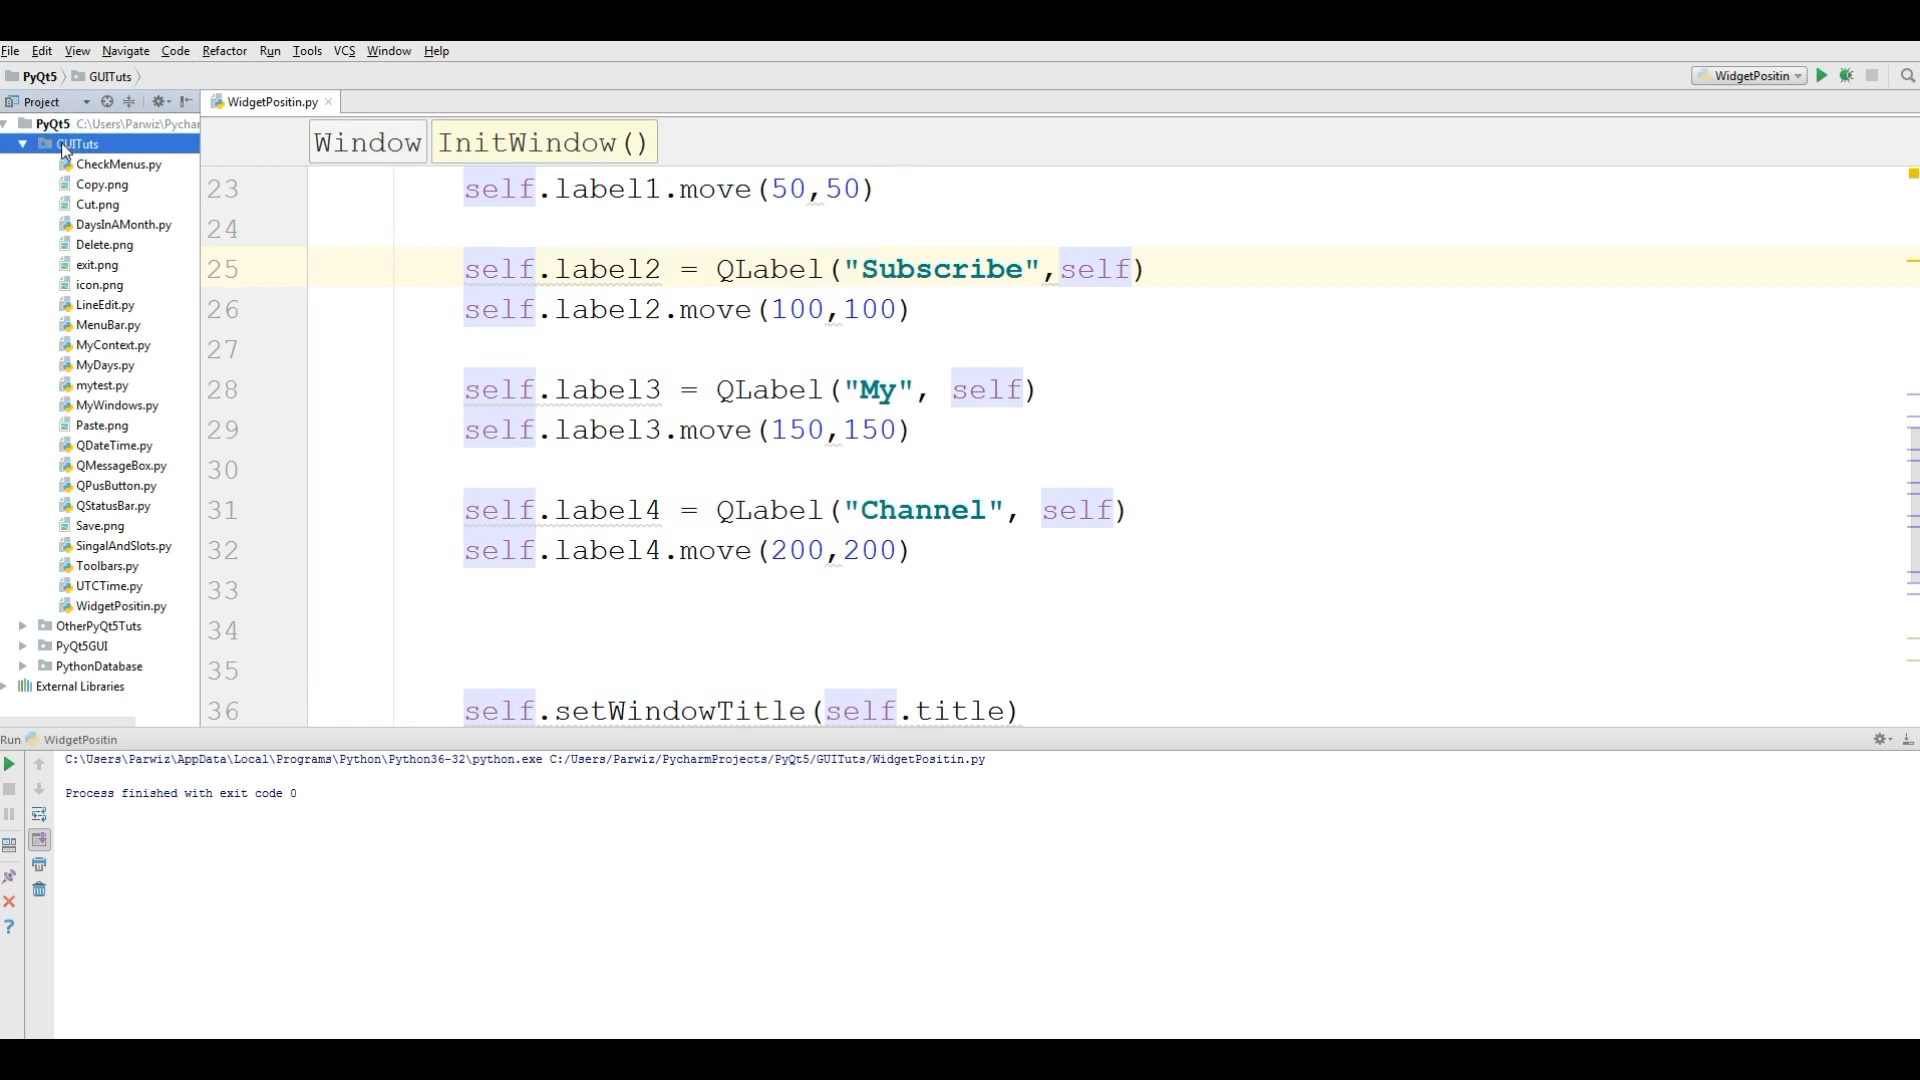 File Edit View Navigate Code Refactor Run Tools VCS Window Help
PyQt5 GUITuts WidgetPositin
Project WidgetPositin.py
PyQt5 C:\Users\Parwiz\Pychar
Window InitWindow()
GUITuts
CheckMenus.py
Copy.png
Cut.png
DaysInAMonth.py
Delete.png
exit.png
icon.png
LineEdit.py
MenuBar.py
MyContext.py
MyDays.py
mytest.py
MyWindows.py
Paste.png
QDateTime.py
QMessageBox.py
QPusButton.py
QStatusBar.py
Save.png
SingalAndSlots.py
Toolbars.py
UTCTime.py
WidgetPositin.py
OtherPyQt5Tuts
PyQt5GUI
PythonDatabase
External Libraries
23 self.label1.move(50,50)
24
25 self.label2 = QLabel("Subscribe",self)
26 self.label2.move(100,100)
27
28 self.label3 = QLabel("My", self)
29 self.label3.move(150,150)
30
31 self.label4 = QLabel("Channel", self)
32 self.label4.move(200,200)
33
34
35
36 self.setWindowTitle(self.title)
Run WidgetPositin
C:\Users\Parwiz\AppData\Local\Programs\Python\Python36-32\python.exe C:/Users/Parwiz/PycharmProjects/PyQt5/GUITuts/WidgetPositin.py
Process finished with exit code 0